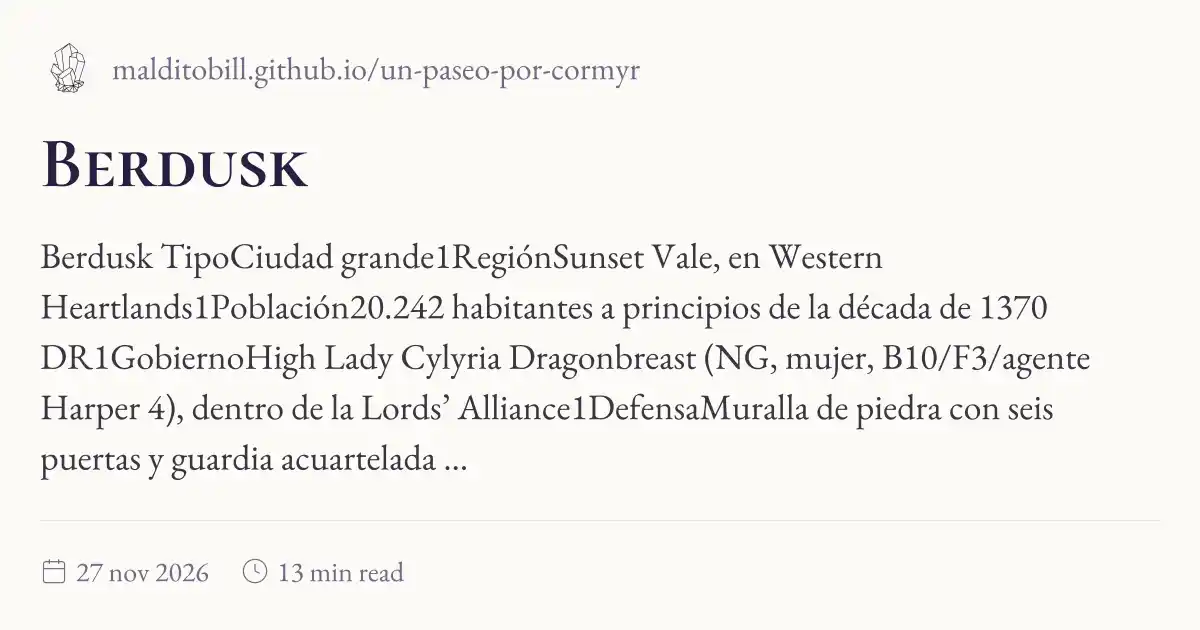 malditobill.github.io/un-paseo-por-cormyr
Berdusk
Berdusk TipoCiudad grande1RegiónSunset Vale, en Western
Heartlands1Población20.242 habitantes a principios de la década de 1370
DR1GobiernoHigh Lady Cylyria Dragonbreast (NG, mujer, B10/F3/agente
Harper 4), dentro de la Lords’ Alliance1DefensaMuralla de piedra con seis
puertas y guardia acuartelada ...
27 nov 2026 13 min read